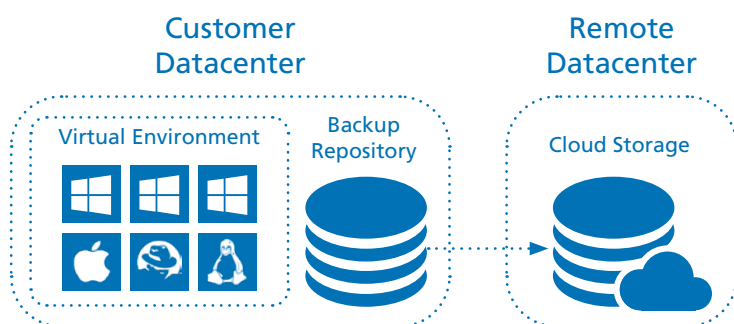 Customer
Datacenter
Remote
Datacenter
Virtual Environment
Backup
Repository
Cloud Storage